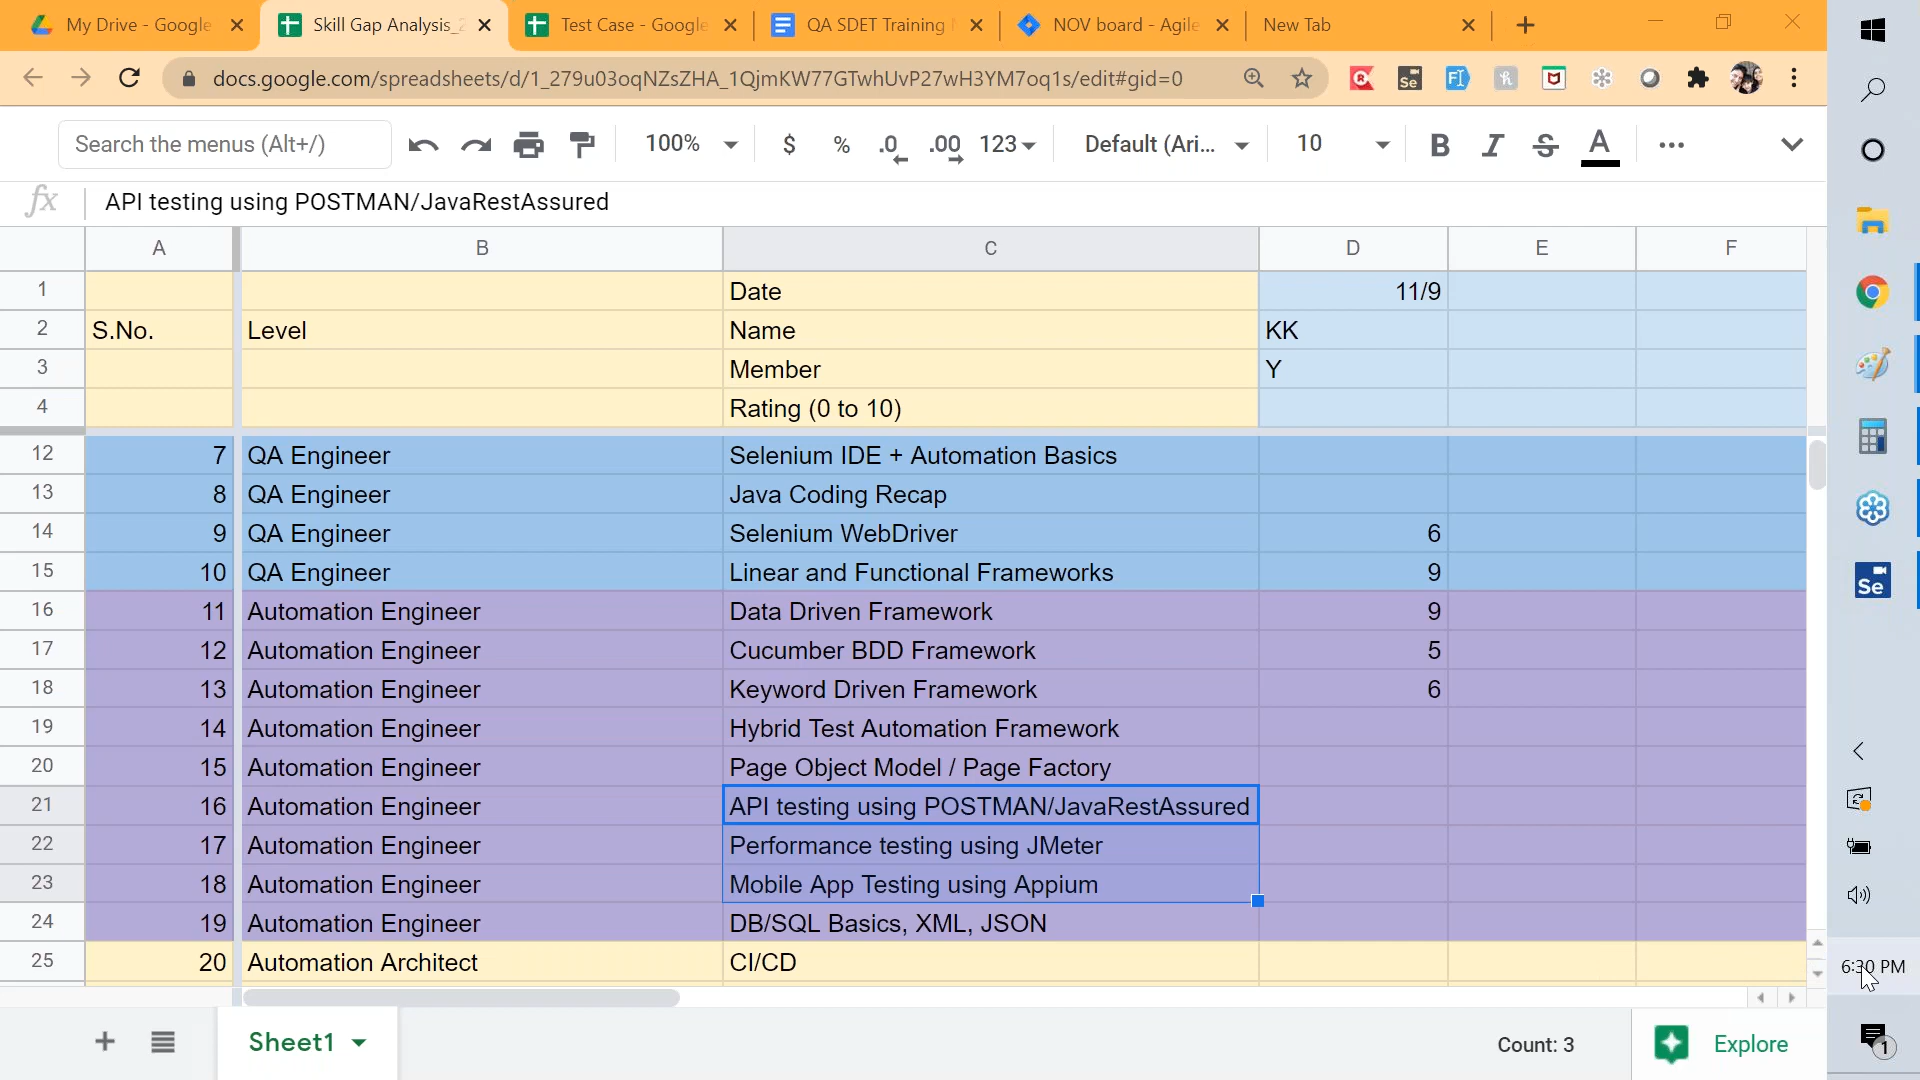 My Drive - Google
Skill Gap Analysis_2
Test Case - Google
QA SDET Training
NOV board - Agile
New Tab
docs.google.com/spreadsheets/d/1_279u03oqNZsZHA_1QjmKW77GTwhUvP27wH3YM7oq1s/edit#gid=0
Search the menus (Alt+/)
100%
$ % .0 .00 123
Default (Ari...
10
B I S A
fx API testing using POSTMAN/JavaRestAssured
A B C D E F
1 Date 11/9
2 S.No. Level Name KK
3 Member Y
4 Rating (0 to 10)
12 7 QA Engineer Selenium IDE + Automation Basics
13 8 QA Engineer Java Coding Recap
14 9 QA Engineer Selenium WebDriver 6
15 10 QA Engineer Linear and Functional Frameworks 9
16 11 Automation Engineer Data Driven Framework 9
17 12 Automation Engineer Cucumber BDD Framework 5
18 13 Automation Engineer Keyword Driven Framework 6
19 14 Automation Engineer Hybrid Test Automation Framework
20 15 Automation Engineer Page Object Model / Page Factory
21 16 Automation Engineer API testing using POSTMAN/JavaRestAssured
22 17 Automation Engineer Performance testing using JMeter
23 18 Automation Engineer Mobile App Testing using Appium
24 19 Automation Engineer DB/SQL Basics, XML, JSON
25 20 Automation Architect CI/CD
Sheet1
Count: 3
Explore
Se
6:30 PM
1